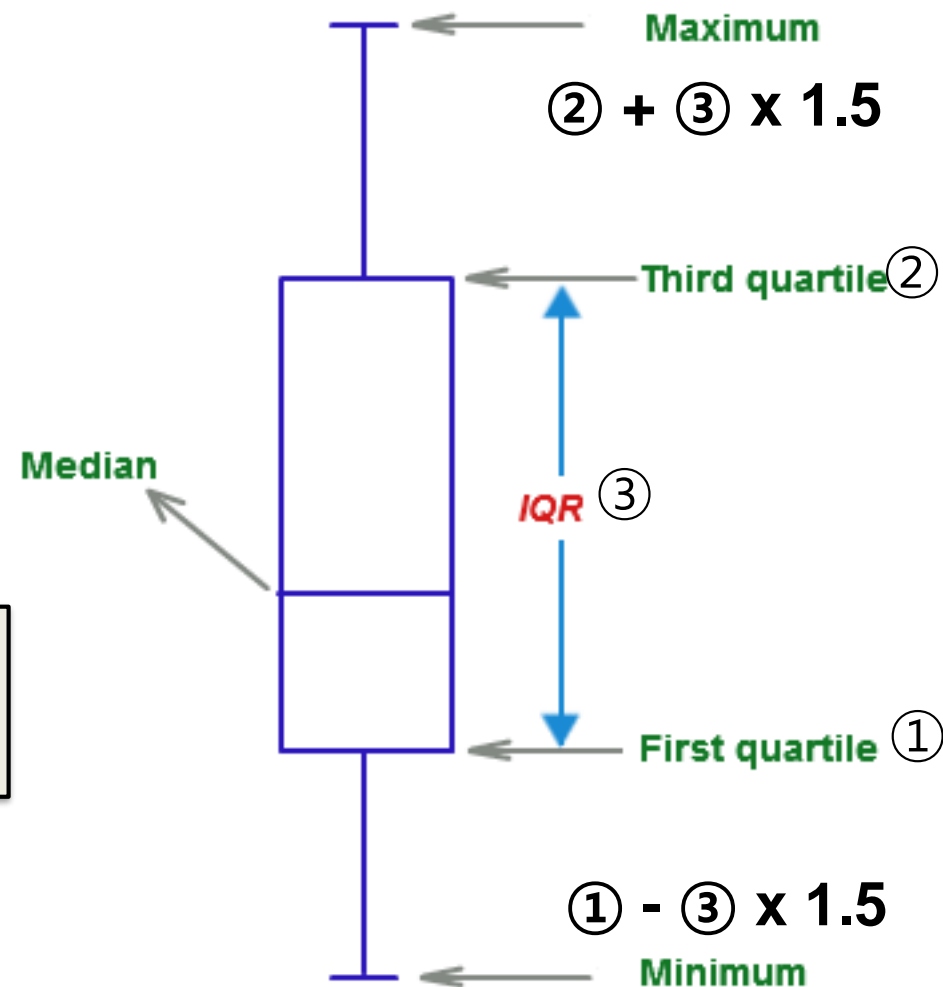 Maximum
② + ③ x 1.5
Third quartile②
Median
IQR ③
First quartile ①
① - ③ x 1.5
Minimum